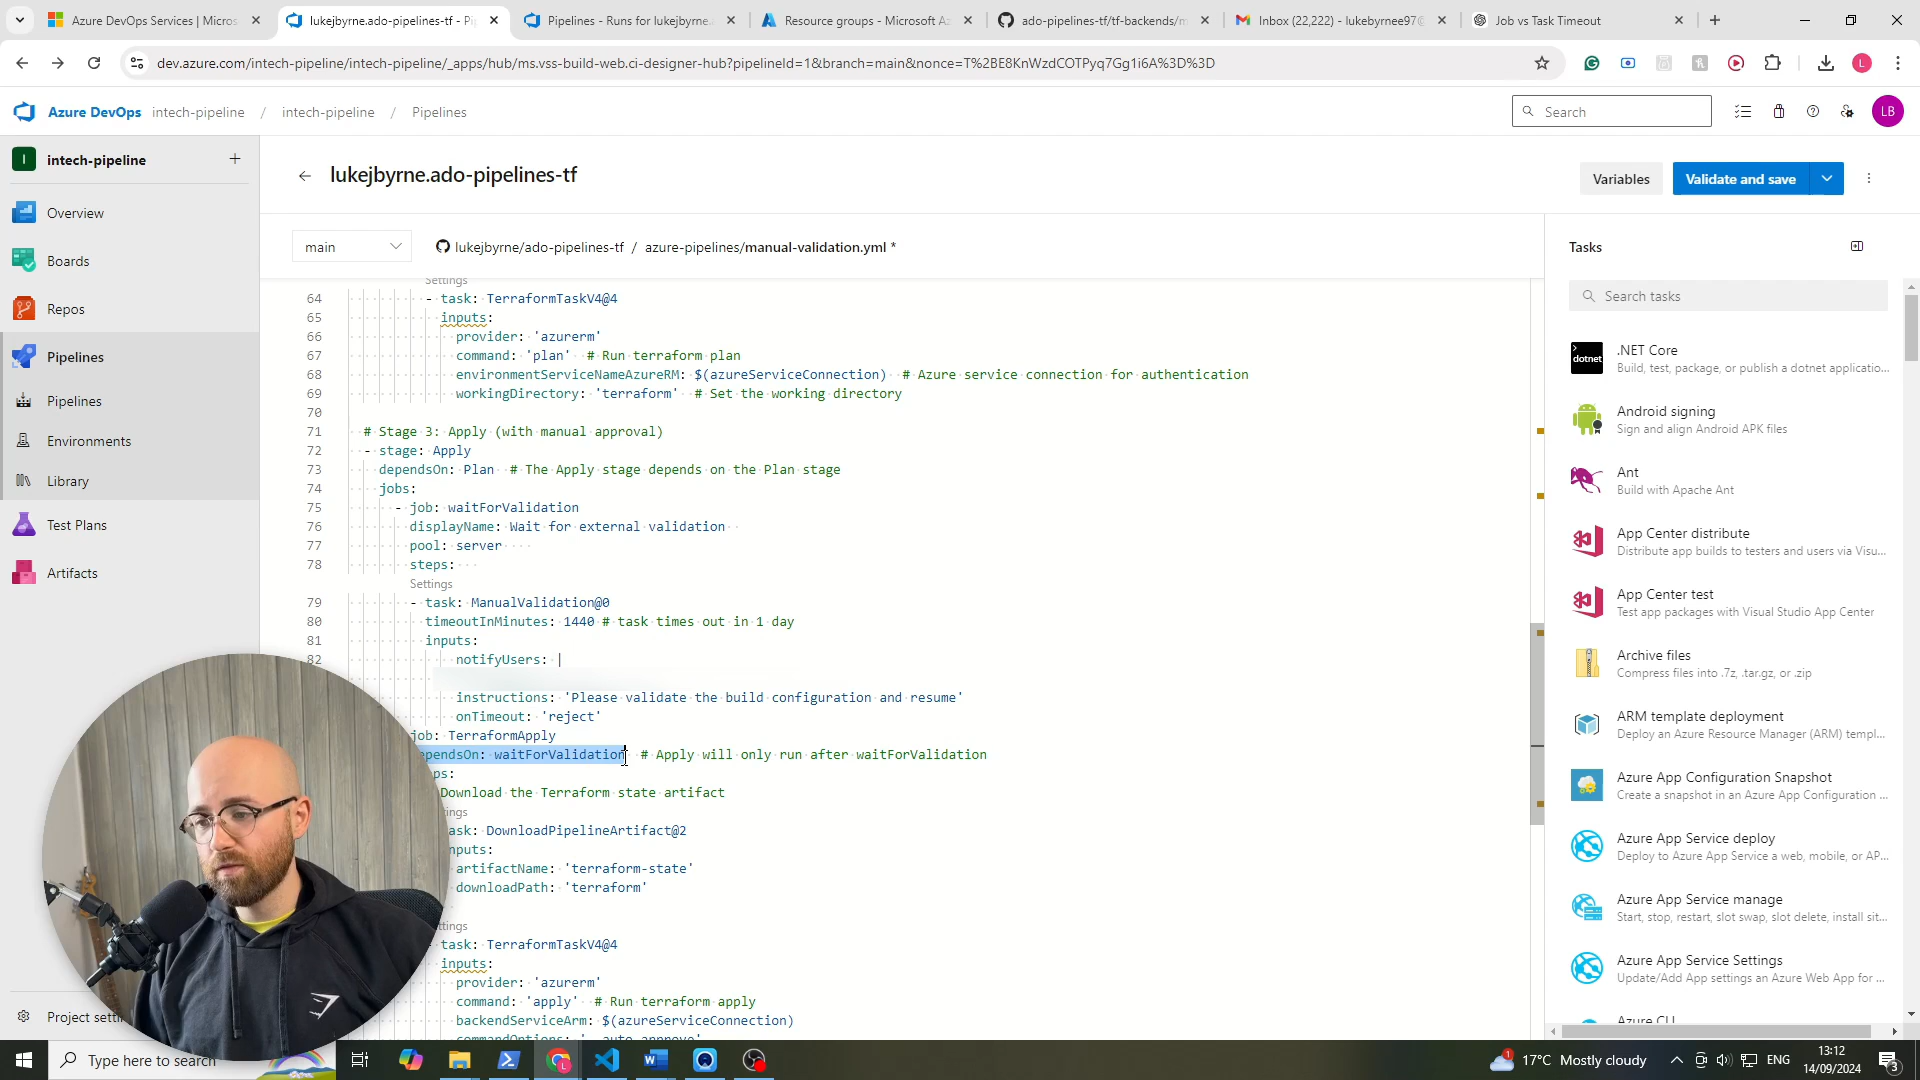 Azure DevOps Services | Micros
lukejbyrne.ado-pipelines-tf - Pip
Pipelines - Runs for lukejbyrne.
Resource groups - Microsoft Az
ado-pipelines-tf/tf-backends/m
Inbox (22,222) - lukebyrnee97@
Job vs Task Timeout
dev.azure.com/intech-pipeline/intech-pipeline/_apps/hub/ms.vss-build-web.ci-designer-hub?pipelineId=1&branch=main&nonce=T%2BE8KnWzdCOTPyq7Gg1i6A%3D%3D
L
Azure DevOps intech-pipeline / intech-pipeline / Pipelines
Search
LB
I intech-pipeline
Overview
Boards
Repos
Pipelines
Pipelines
Environments
Library
Test Plans
Artifacts
lukejbyrne.ado-pipelines-tf
Variables
Validate and save
main
lukejbyrne/ado-pipelines-tf / azure-pipelines/manual-validation.yml *
Settings
64 - task: TerraformTaskV4@4
65 inputs:
66 provider: 'azurerm'
67 command: 'plan' # Run terraform plan
68 environmentServiceNameAzureRM: $(azureServiceConnection) # Azure service connection for authentication
69 workingDirectory: 'terraform' # Set the working directory
70
71 # Stage 3: Apply (with manual approval)
72 - stage: Apply
73 dependsOn: Plan # The Apply stage depends on the Plan stage
74 jobs:
75 - job: waitForValidation
76 displayName: Wait for external validation
77 pool: server
78 steps:
Settings
79 - task: ManualValidation@0
80 timeoutInMinutes: 1440 # task times out in 1 day
81 inputs:
82 notifyUsers: |
instructions: 'Please validate the build configuration and resume'
onTimeout: 'reject'
job: TerraformApply
ependsOn: waitForValidation # Apply will only run after waitForValidation
ps:
Download the Terraform state artifact
ings
ask: DownloadPipelineArtifact@2
nputs:
artifactName: 'terraform-state'
downloadPath: 'terraform'
ttings
- task: TerraformTaskV4@4
inputs:
provider: 'azurerm'
command: 'apply' # Run terraform apply
backendServiceArm: $(azureServiceConnection)
Tasks
Search tasks
dotnet
.NET Core
Build, test, package, or publish a dotnet applicatio...
Android signing
Sign and align Android APK files
Ant
Build with Apache Ant
App Center distribute
Distribute app builds to testers and users via Visu...
App Center test
Test app packages with Visual Studio App Center
Archive files
Compress files into .7z, .tar.gz, or .zip
ARM template deployment
Deploy an Azure Resource Manager (ARM) templ...
Azure App Configuration Snapshot
Create a snapshot in an Azure App Configuration ...
Azure App Service deploy
Deploy to Azure App Service a web, mobile, or AP...
Azure App Service manage
Start, stop, restart, slot swap, slot delete, install sit...
Azure App Service Settings
Update/Add App settings an Azure Web App for ...
Azure CLI
Project setti
Type here to search
1
17°C Mostly cloudy
ENG
13:12
14/09/2024
3